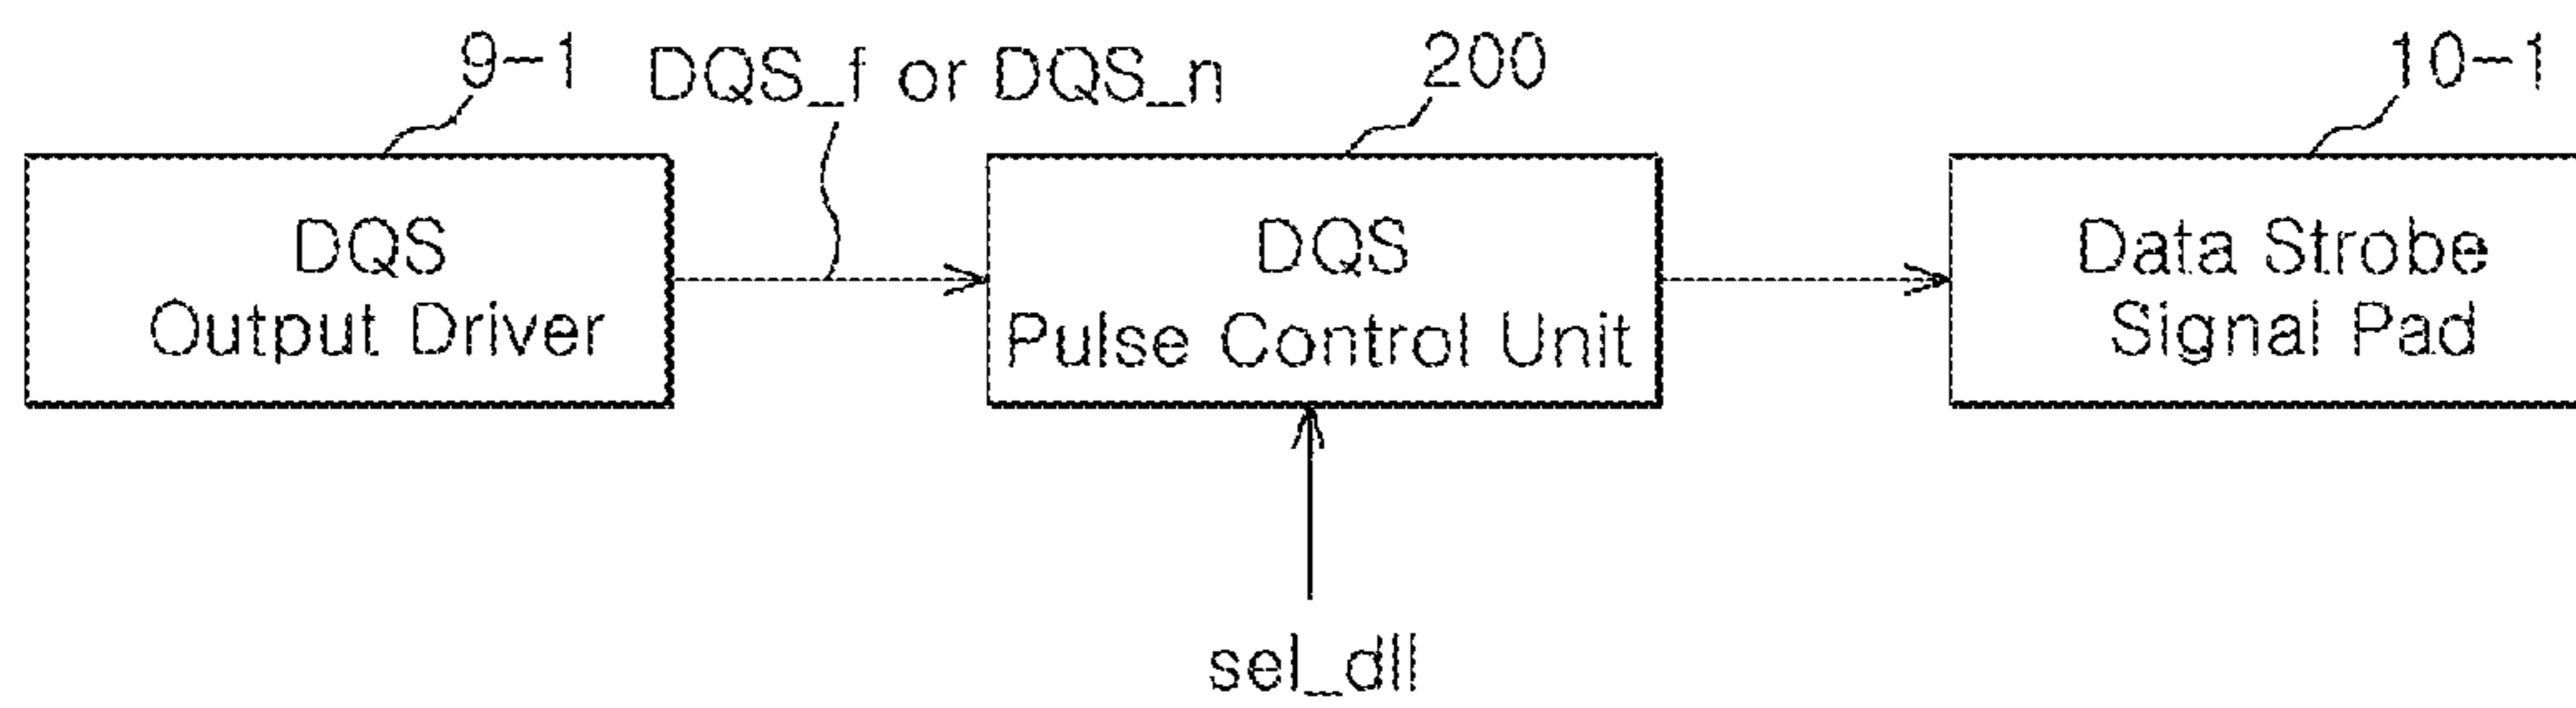 9-1
DQS_f or DQS_n
200
10-1
DQS
Output Driver
DQS
Pulse Control Unit
Data Strobe
Signal Pad
sel_dll